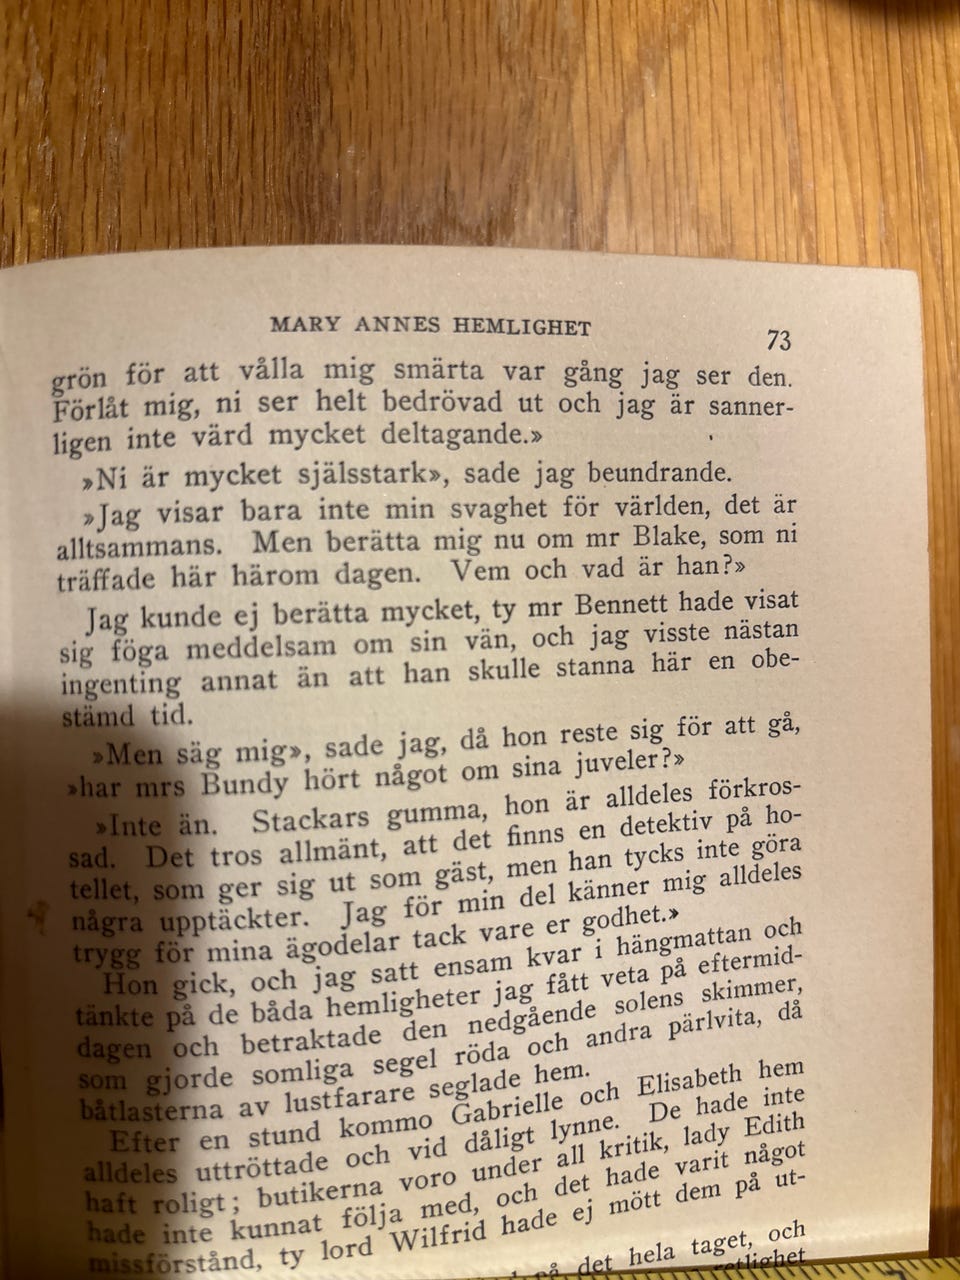 MARY ANNES HEMLIGHET
73
grön för att vålla mig smärta var gång jag ser den.
Förlåt mig, ni ser helt bedrövad ut och jag är sanner-
ligen inte värd mycket deltagande.»
»Ni är mycket själsstark», sade jag beundrande.
»Jag visar bara inte min svaghet för världen, det är
alltsammans. Men berätta mig nu om mr Blake, som ni
träffade här härom dagen. Vem och vad är han?»
Jag kunde ej berätta mycket, ty mr Bennett hade visat
sig föga meddelsam om sin vän, och jag visste nästan
ingenting annat än att han skulle stanna här en obe-
stämd tid.
»Men säg mig», sade jag, då hon reste sig för att gå,
»har mrs Bundy hört något om sina juveler?»
»Inte än. Stackars gumma, hon är alldeles förkros-
sad. Det tros allmänt, att det finns en detektiv på ho-
tellet, som ger sig ut som gäst, men han tycks inte göra
några upptäckter. Jag för min del känner mig alldeles
trygg för mina ägodelar tack vare er godhet.»
Hon gick, och jag satt ensam kvar i hängmattan och
tänkte på de båda hemligheter jag fått veta på eftermid-
dagen och betraktade den nedgående solens skimmer,
som gjorde somliga segel röda och andra pärlvita, då
båtlasterna av lustfarare seglade hem.
Efter en stund kommo Gabrielle och Elisabeth hem
alldeles uttröttade och vid dåligt lynne. De hade inte
haft roligt; butikerna voro under all kritik, lady Edith
hade inte kunnat följa med, och det hade varit något
missförstånd, ty lord Wilfrid hade ej mött dem på ut-
på det hela taget, och